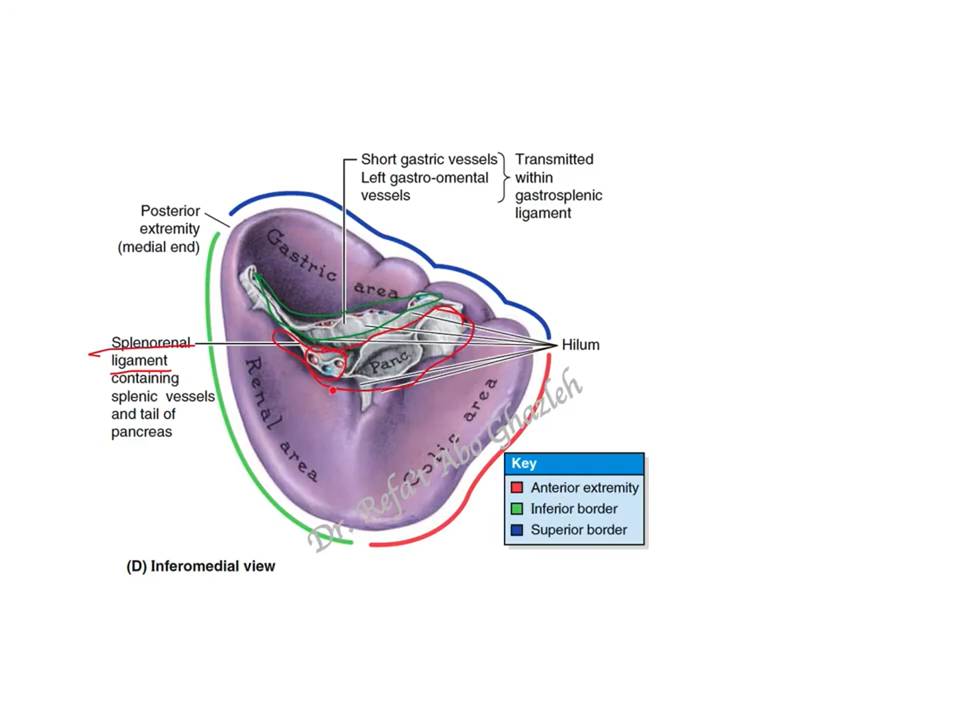 Short gastric vessels
Left gastro-omental
vessels
Transmitted
within
gastrosplenic
ligament
Posterior
extremity
(medial end)
Gastric area
Splenorenal
ligament
containing
splenic vessels
and tail of
pancreas
Hilum
Panc.
Renal area
Colic area
Dr. Refa't Abo Ghazleh
Key
Anterior extremity
Inferior border
Superior border
(D) Inferomedial view